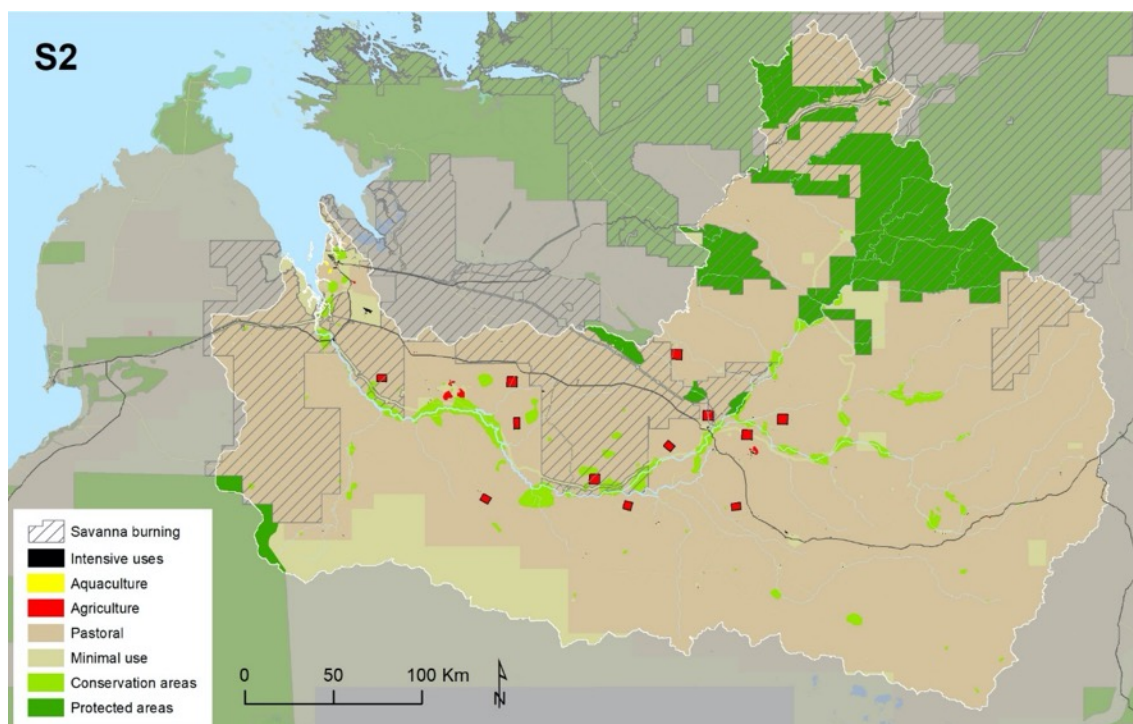 S2
Savanna burning
Intensive uses
Aquaculture
Agriculture
Pastoral
Minimal use
Conservation areas
Protected areas
0 50 100 Km
N